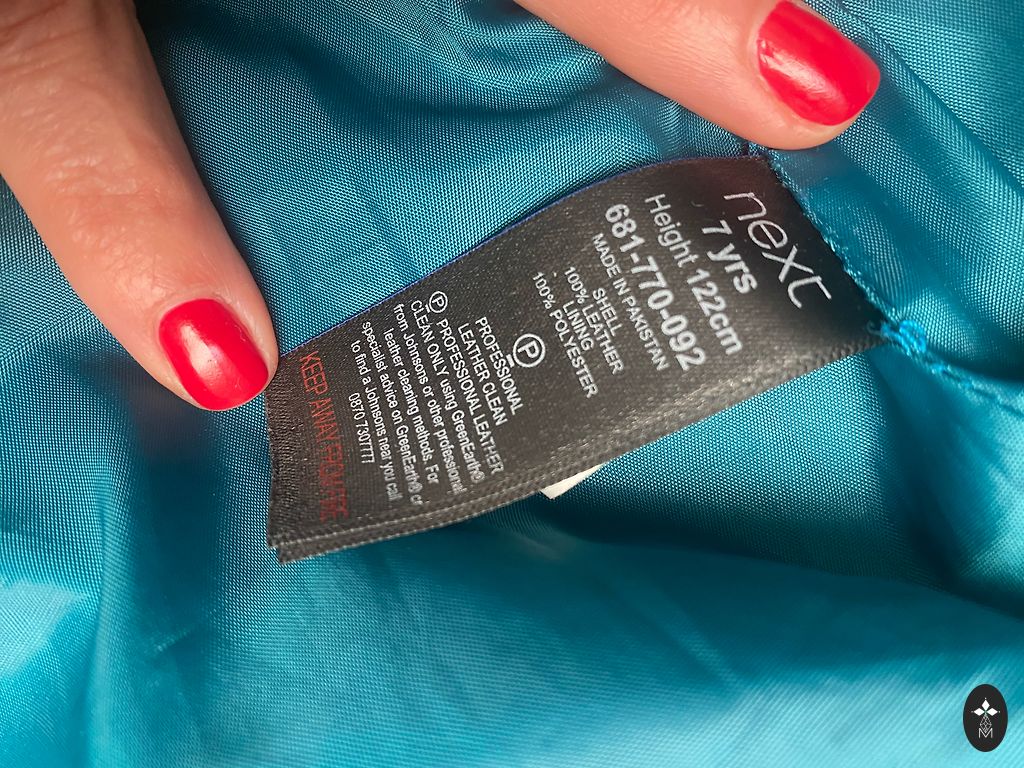 next
7 yrs
Height 122cm
681-770-092
MADE IN PAKISTAN
SHELL
100% LEATHER
LINING
100% POLYESTER
P
PROFESSIONAL
LEATHER CLEAN
P PROFESSIONAL LEATHER
CLEAN ONLY using GreenEarth®
from Johnsons or other professional
leather cleaning methods. For
specialist advice on GreenEarth® or
to find a Johnsons near you call
0870 7307777
KEEP AWAY FROM FIRE
M